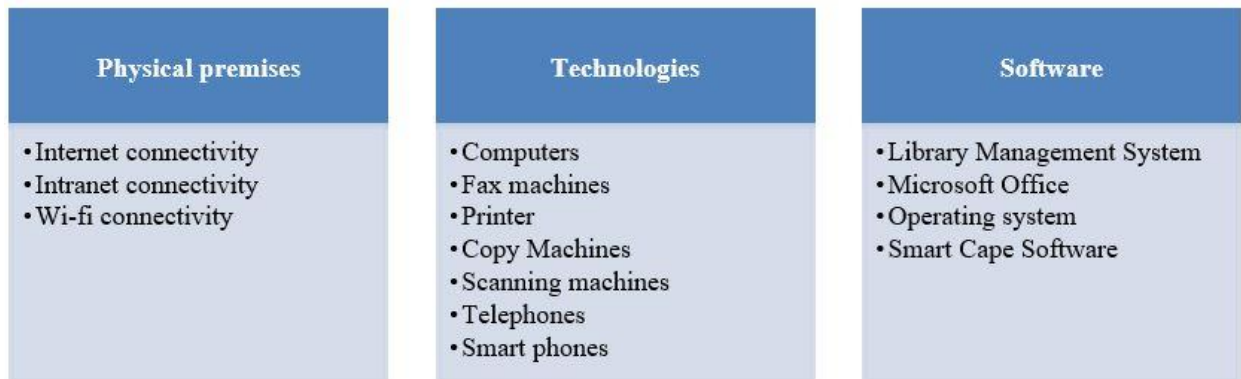 Physical premises
• Internet connectivity
• Intranet connectivity
• Wi-fi connectivity
Technologies
• Computers
• Fax machines
• Printer
• Copy Machines
• Scanning machines
• Telephones
• Smart phones
Software
• Library Management System
• Microsoft Office
• Operating system
• Smart Cape Software